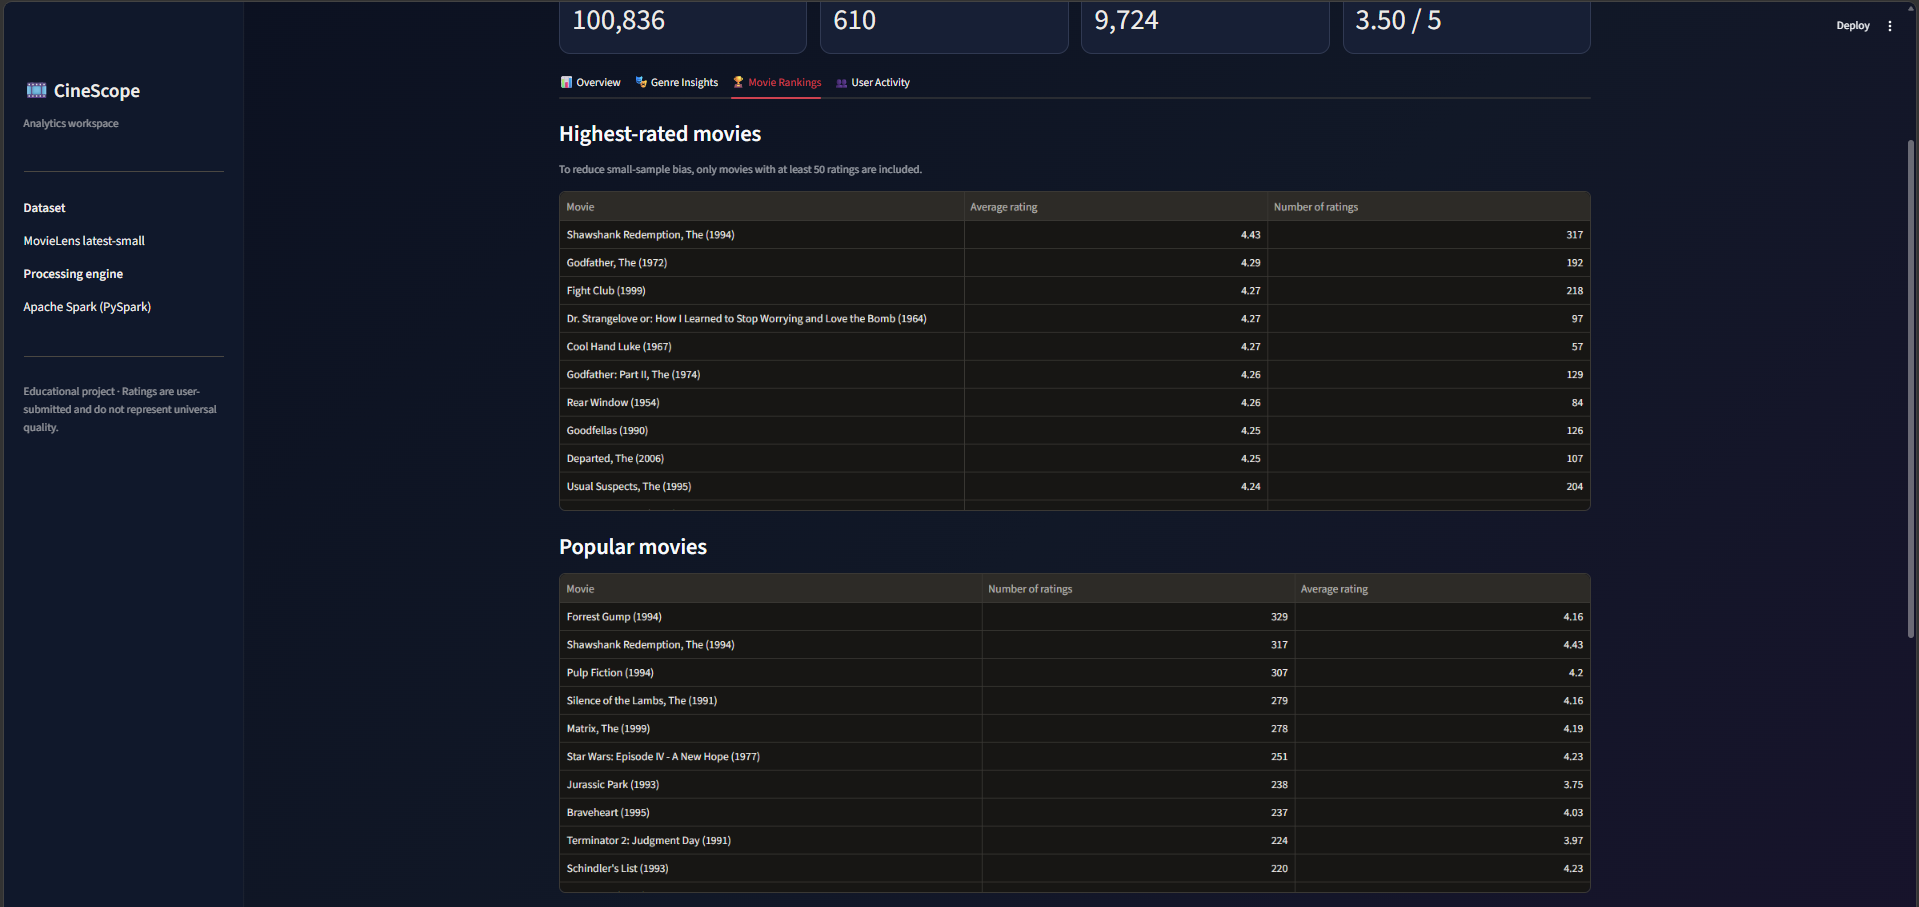 CineScope
Analytics workspace
Dataset
MovieLens latest-small
Processing engine
Apache Spark (PySpark)
Educational project · Ratings are user-
submitted and do not represent universal
quality.
Deploy
100,836 610 9,724 3.50 / 5
Overview Genre Insights Movie Rankings User Activity
Highest-rated movies
To reduce small-sample bias, only movies with at least 50 ratings are included.
Movie Average rating Number of ratings
Shawshank Redemption, The (1994) 4.43 317
Godfather, The (1972) 4.29 192
Fight Club (1999) 4.27 218
Dr. Strangelove or: How I Learned to Stop Worrying and Love the Bomb (1964) 4.27 97
Cool Hand Luke (1967) 4.27 57
Godfather: Part II, The (1974) 4.26 129
Rear Window (1954) 4.26 84
Goodfellas (1990) 4.25 126
Departed, The (2006) 4.25 107
Usual Suspects, The (1995) 4.24 204
Popular movies
Movie Number of ratings Average rating
Forrest Gump (1994) 329 4.16
Shawshank Redemption, The (1994) 317 4.43
Pulp Fiction (1994) 307 4.2
Silence of the Lambs, The (1991) 279 4.16
Matrix, The (1999) 278 4.19
Star Wars: Episode IV - A New Hope (1977) 251 4.23
Jurassic Park (1993) 238 3.75
Braveheart (1995) 237 4.03
Terminator 2: Judgment Day (1991) 224 3.97
Schindler's List (1993) 220 4.23